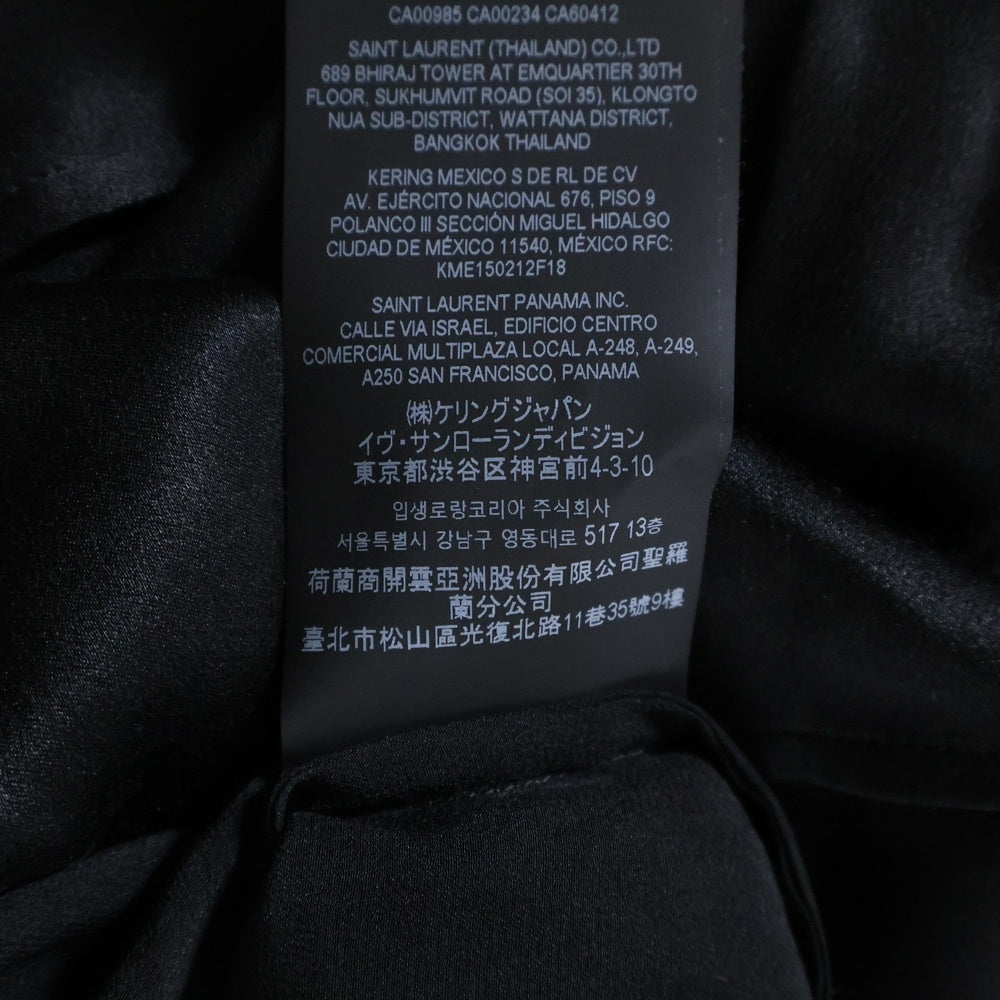 CA00985 CA00234 CA60412
SAINT LAURENT (THAILAND) CO.,LTD
689 BHIRAJ TOWER AT EMQUARTIER 30TH
FLOOR, SUKHUMVIT ROAD (SOI 35), KLONGTO
NUA SUB-DISTRICT, WATTANA DISTRICT,
BANGKOK THAILAND
KERING MEXICO S DE RL DE CV
AV. EJÉRCITO NACIONAL 676, PISO 9
POLANCO III SECCIÓN MIGUEL HIDALGO
CIUDAD DE MÉXICO 11540, MÉXICO RFC:
KME150212F18
SAINT LAURENT PANAMA INC.
CALLE VIA ISRAEL, EDIFICIO CENTRO
COMERCIAL MULTIPLAZA LOCAL A-248, A-249,
A250 SAN FRANCISCO, PANAMA
㈱ケリングジャパン
イヴ・サンローランディビジョン
東京都渋谷区神宮前4-3-10
입생로랑코리아 주식회사
서울특별시 강남구 영동대로 517 13층
荷蘭商開雲亞洲股份有限公司聖羅
蘭分公司
臺北市松山區光復北路11巷35號9樓